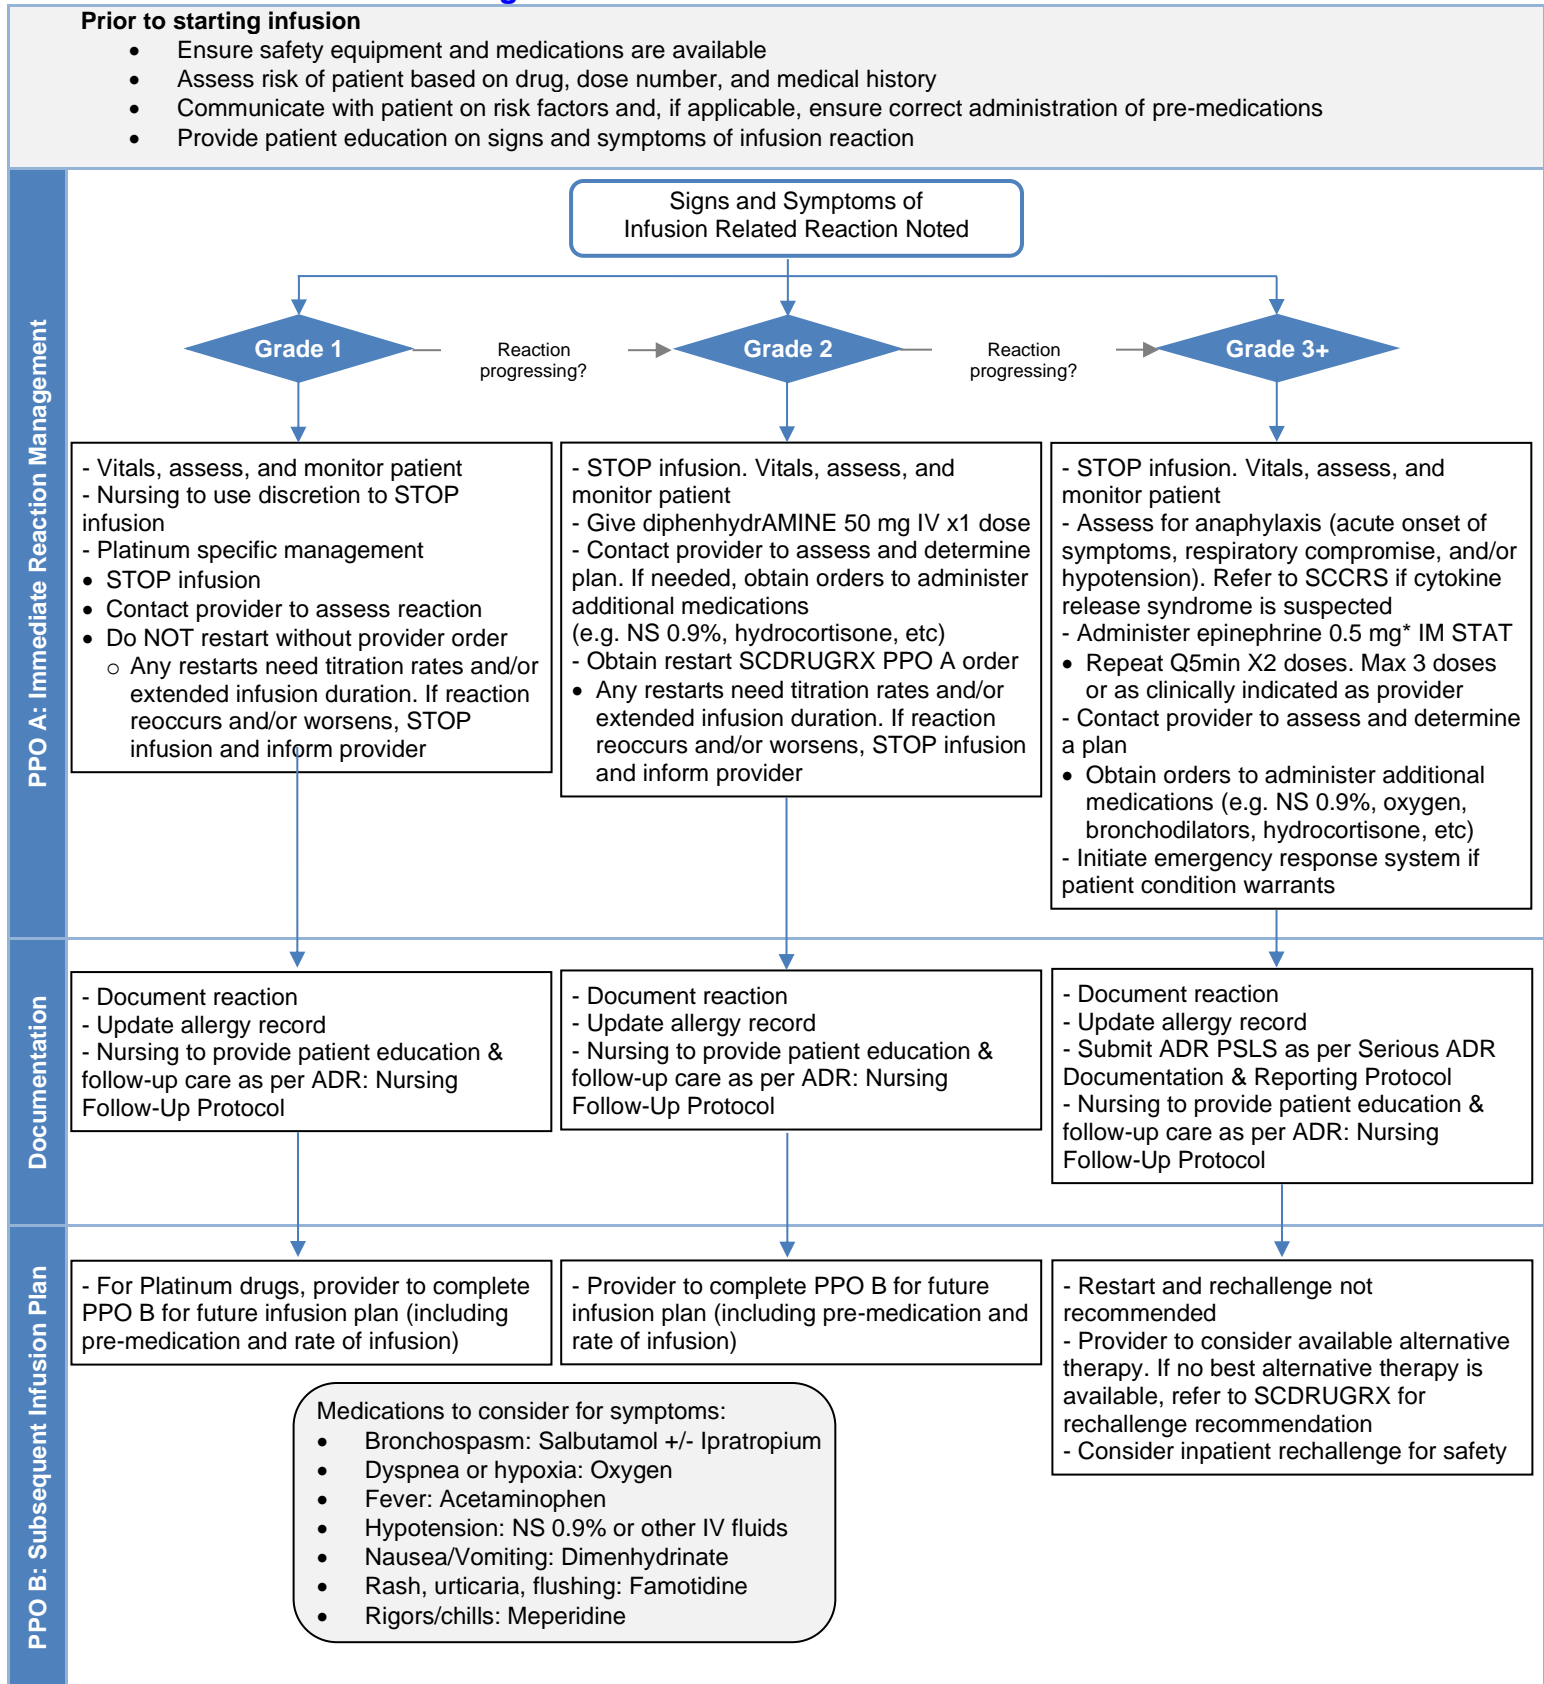 Prior to starting infusion
• Ensure safety equipment and medications are available
• Assess risk of patient based on drug, dose number, and medical history
• Communicate with patient on risk factors and, if applicable, ensure correct administration of pre-medications
• Provide patient education on signs and symptoms of infusion reaction
PPO A: Immediate Reaction Management
Signs and Symptoms of
Infusion Related Reaction Noted
Grade 1
Reaction
progressing?
Grade 2
Reaction
progressing?
Grade 3+
- Vitals, assess, and monitor patient
- Nursing to use discretion to STOP
infusion
- Platinum specific management
• STOP infusion
• Contact provider to assess reaction
• Do NOT restart without provider order
o Any restarts need titration rates and/or
extended infusion duration. If reaction
reoccurs and/or worsens, STOP
infusion and inform provider
- STOP infusion. Vitals, assess, and
monitor patient
- Give diphenhydrAMINE 50 mg IV x1 dose
- Contact provider to assess and determine
plan. If needed, obtain orders to administer
additional medications
(e.g. NS 0.9%, hydrocortisone, etc)
- Obtain restart SCDRUGRX PPO A order
• Any restarts need titration rates and/or
extended infusion duration. If reaction
reoccurs and/or worsens, STOP infusion
and inform provider
- STOP infusion. Vitals, assess, and
monitor patient
- Assess for anaphylaxis (acute onset of
symptoms, respiratory compromise, and/or
hypotension). Refer to SCCRS if cytokine
release syndrome is suspected
- Administer epinephrine 0.5 mg* IM STAT
• Repeat Q5min X2 doses. Max 3 doses
or as clinically indicated as provider
- Contact provider to assess and determine
a plan
• Obtain orders to administer additional
medications (e.g. NS 0.9%, oxygen,
bronchodilators, hydrocortisone, etc)
- Initiate emergency response system if
patient condition warrants
Documentation
- Document reaction
- Update allergy record
- Nursing to provide patient education &
follow-up care as per ADR: Nursing
Follow-Up Protocol
- Document reaction
- Update allergy record
- Nursing to provide patient education &
follow-up care as per ADR: Nursing
Follow-Up Protocol
- Document reaction
- Update allergy record
- Submit ADR PSLS as per Serious ADR
Documentation & Reporting Protocol
- Nursing to provide patient education &
follow-up care as per ADR: Nursing
Follow-Up Protocol
PPO B: Subsequent Infusion Plan
- For Platinum drugs, provider to complete
PPO B for future infusion plan (including
pre-medication and rate of infusion)
- Provider to complete PPO B for future
infusion plan (including pre-medication and
rate of infusion)
- Restart and rechallenge not
recommended
- Provider to consider available alternative
therapy. If no best alternative therapy is
available, refer to SCDRUGRX for
rechallenge recommendation
- Consider inpatient rechallenge for safety
Medications to consider for symptoms:
• Bronchospasm: Salbutamol +/- Ipratropium
• Dyspnea or hypoxia: Oxygen
• Fever: Acetaminophen
• Hypotension: NS 0.9% or other IV fluids
• Nausea/Vomiting: Dimenhydrinate
• Rash, urticaria, flushing: Famotidine
• Rigors/chills: Meperidine